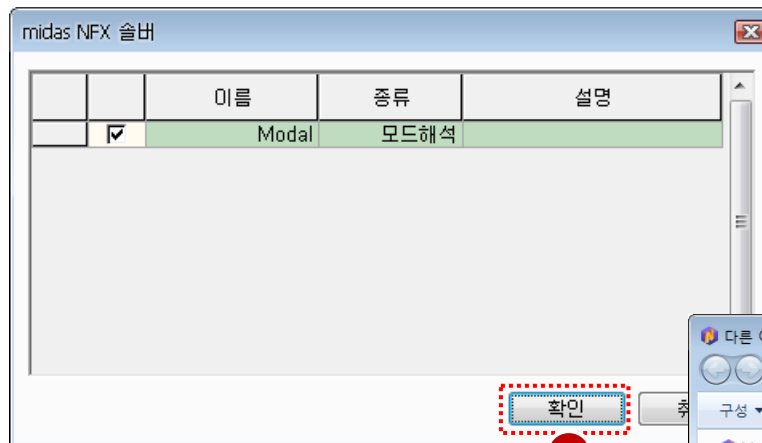 midas NFX 솔버
이름 종류 설명
Modal 모드해석
다른
확인
구성